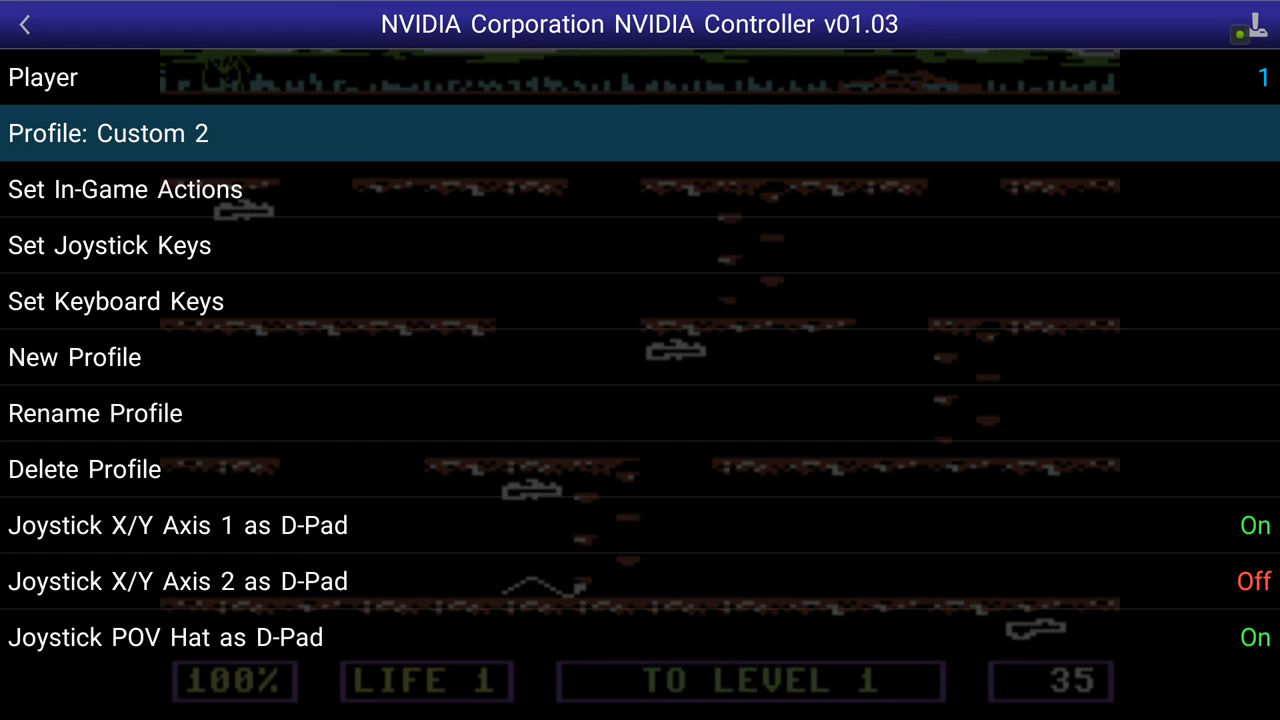 NVIDIA Corporation NVIDIA Controller v01.03
Player 1
Profile: Custom 2
Set In-Game Actions
Set Joystick Keys
Set Keyboard Keys
New Profile
Rename Profile
Delete Profile
Joystick X/Y Axis 1 as D-Pad On
Joystick X/Y Axis 2 as D-Pad Off
Joystick POV Hat as D-Pad On
100% LIFE 1 TO LEVEL 1 35